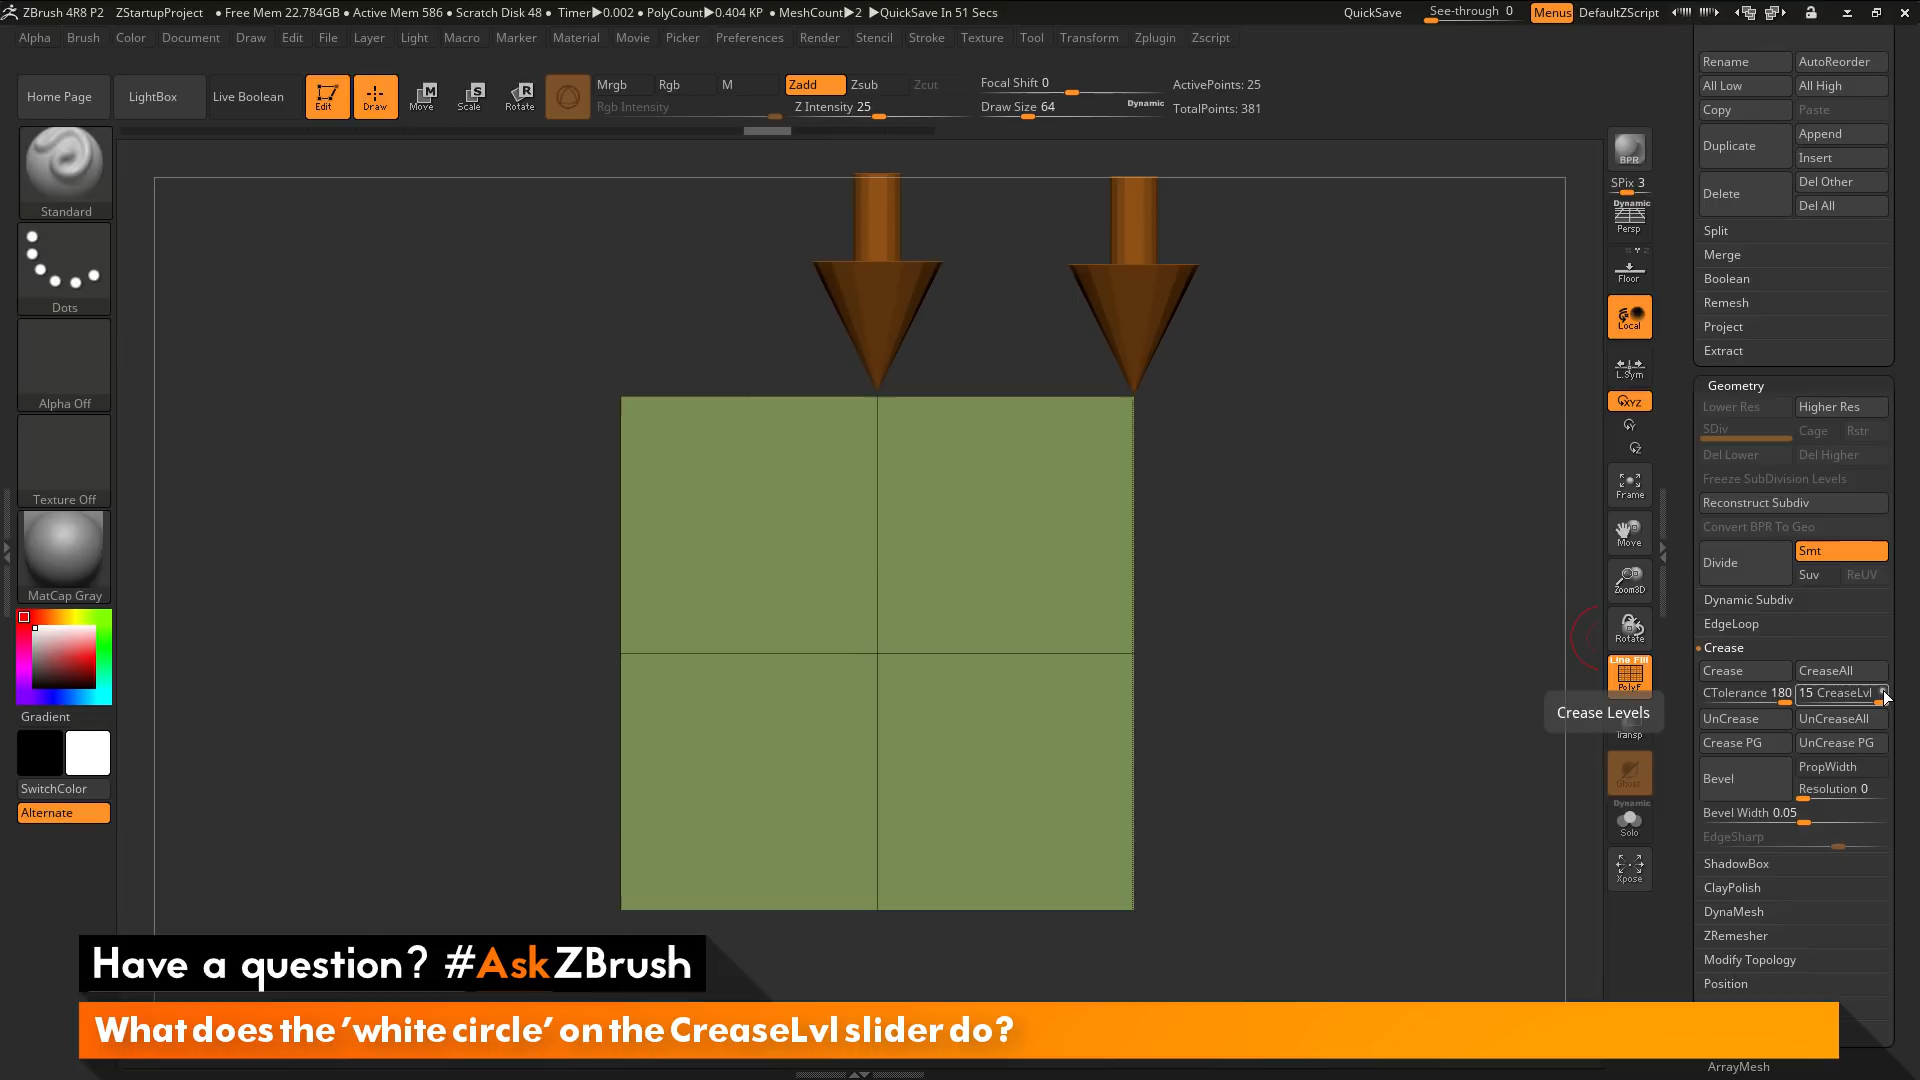 ZBrush 4R8 P2 ZStartupProject • Free Mem 22.784GB • Active Mem 586 • Scratch Disk 48 • Timer▶0.002 • PolyCount▶0.404 KP • MeshCount▶2 ▶QuickSave In 51 Secs QuickSave See-through 0 Menus DefaultZScript
Alpha Brush Color Document Draw Edit File Layer Light Macro Marker Material Movie Picker Preferences Render Stencil Stroke Texture Tool Transform Zplugin Zscript
Home Page LightBox Live Boolean Edit Draw Move Scale Rotate
Mrgb Rgb M Zadd Zsub Zcut Focal Shift 0 ActivePoints: 25
Rgb Intensity Z Intensity 25 Draw Size 64 Dynamic TotalPoints: 381
Standard
Dots
Alpha Off
Texture Off
MatCap Gray
Gradient
SwitchColor
Alternate
BPR
SPix 3
Dynamic
Persp
Floor
Local
L.Sym
XYZ
Y
Z
Frame
Move
Zoom3D
Rotate
Line Fill
PolyF
Crease Levels
Transp
Ghost
Dynamic
Solo
Xpose
Rename AutoReorder
All Low All High
Copy Paste
Duplicate Append
Insert
Delete Del Other
Del All
Split
Merge
Boolean
Remesh
Project
Extract
Geometry
Lower Res Higher Res
SDiv Cage Rstr
Del Lower Del Higher
Freeze SubDivision Levels
Reconstruct Subdiv
Convert BPR To Geo
Divide Smt
Suv ReUV
Dynamic Subdiv
EdgeLoop
Crease
Crease CreaseAll
CTolerance 180 15 CreaseLvl
UnCrease UnCreaseAll
Crease PG UnCrease PG
Bevel PropWidth
Resolution 0
Bevel Width 0.05
EdgeSharp
ShadowBox
ClayPolish
DynaMesh
ZRemesher
Modify Topology
Position
ArrayMesh
Have a question? #AskZBrush
What does the 'white circle' on the CreaseLvl slider do?